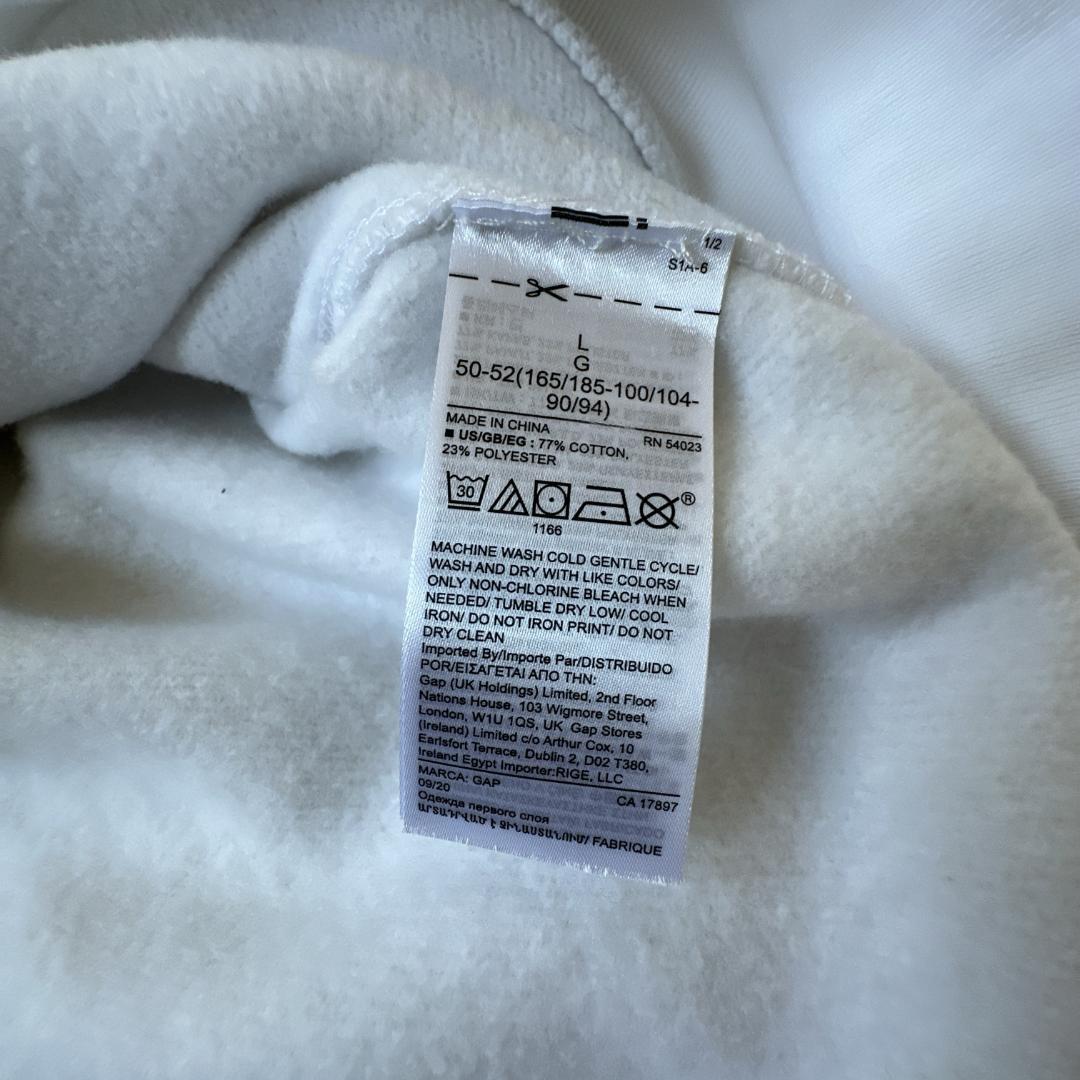 1/2
S1A-6
L
G
50-52(165/185-100/104-
90/94)
MADE IN CHINA
RN 54023
■ US/GB/EG : 77% COTTON,
23% POLYESTER
30
®
1166
MACHINE WASH COLD GENTLE CYCLE/
WASH AND DRY WITH LIKE COLORS/
ONLY NON-CHLORINE BLEACH WHEN
NEEDED/ TUMBLE DRY LOW/ COOL
IRON/ DO NOT IRON PRINT/ DO NOT
DRY CLEAN
Imported By/Importe Par/DISTRIBUIDO
POR/ΕΙΣΑΓΕΤΑΙ ΑΠΟ ΤΗΝ:
Gap (UK Holdings) Limited, 2nd Floor
Nations House, 103 Wigmore Street,
London, W1U 1QS, UK Gap Stores
(Ireland) Limited c/o Arthur Cox, 10
Earlsfort Terrace, Dublin 2, D02 T380,
Ireland Egypt Importer:RIGE, LLC
MARCA: GAP
CA 17897
09/20
Одежда первого слоя
ԱՐՏԱԴՐՎԱԾ Է ՉԻՆԱՍՏԱՆՈՒՄ/ FABRIQUE